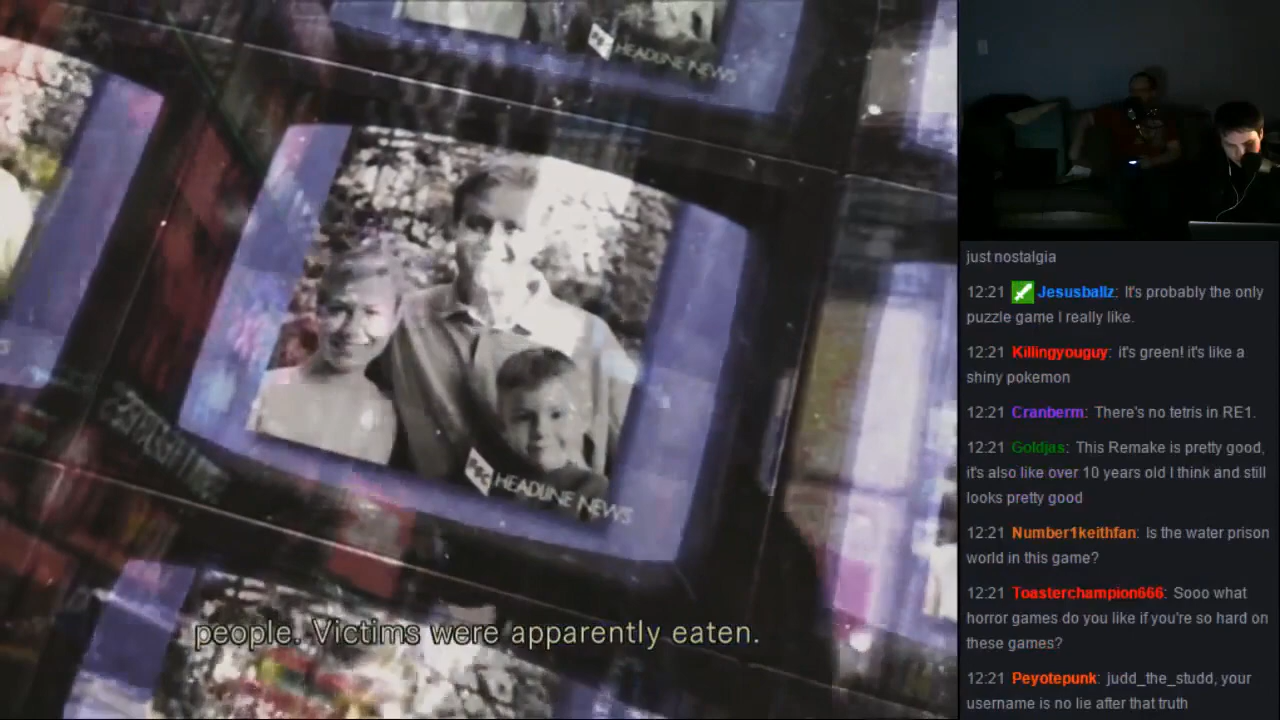 HEADLINE NEWS
HEADLINE NEWS
people. Victims were apparently eaten.
just nostalgia
12:21 Jesusballz: It's probably the only
puzzle game I really like.
12:21 Killingyouguy: it's green! it's like a
shiny pokemon
12:21 Cranberm: There's no tetris in RE1.
12:21 Goldjas: This Remake is pretty good,
it's also like over 10 years old I think and still
looks pretty good
12:21 Number1keithfan: Is the water prison
world in this game?
12:21 Toasterchampion666: Sooo what
horror games do you like if you're so hard on
these games?
12:21 Peyotepunk: judd_the_studd, your
username is no lie after that truth